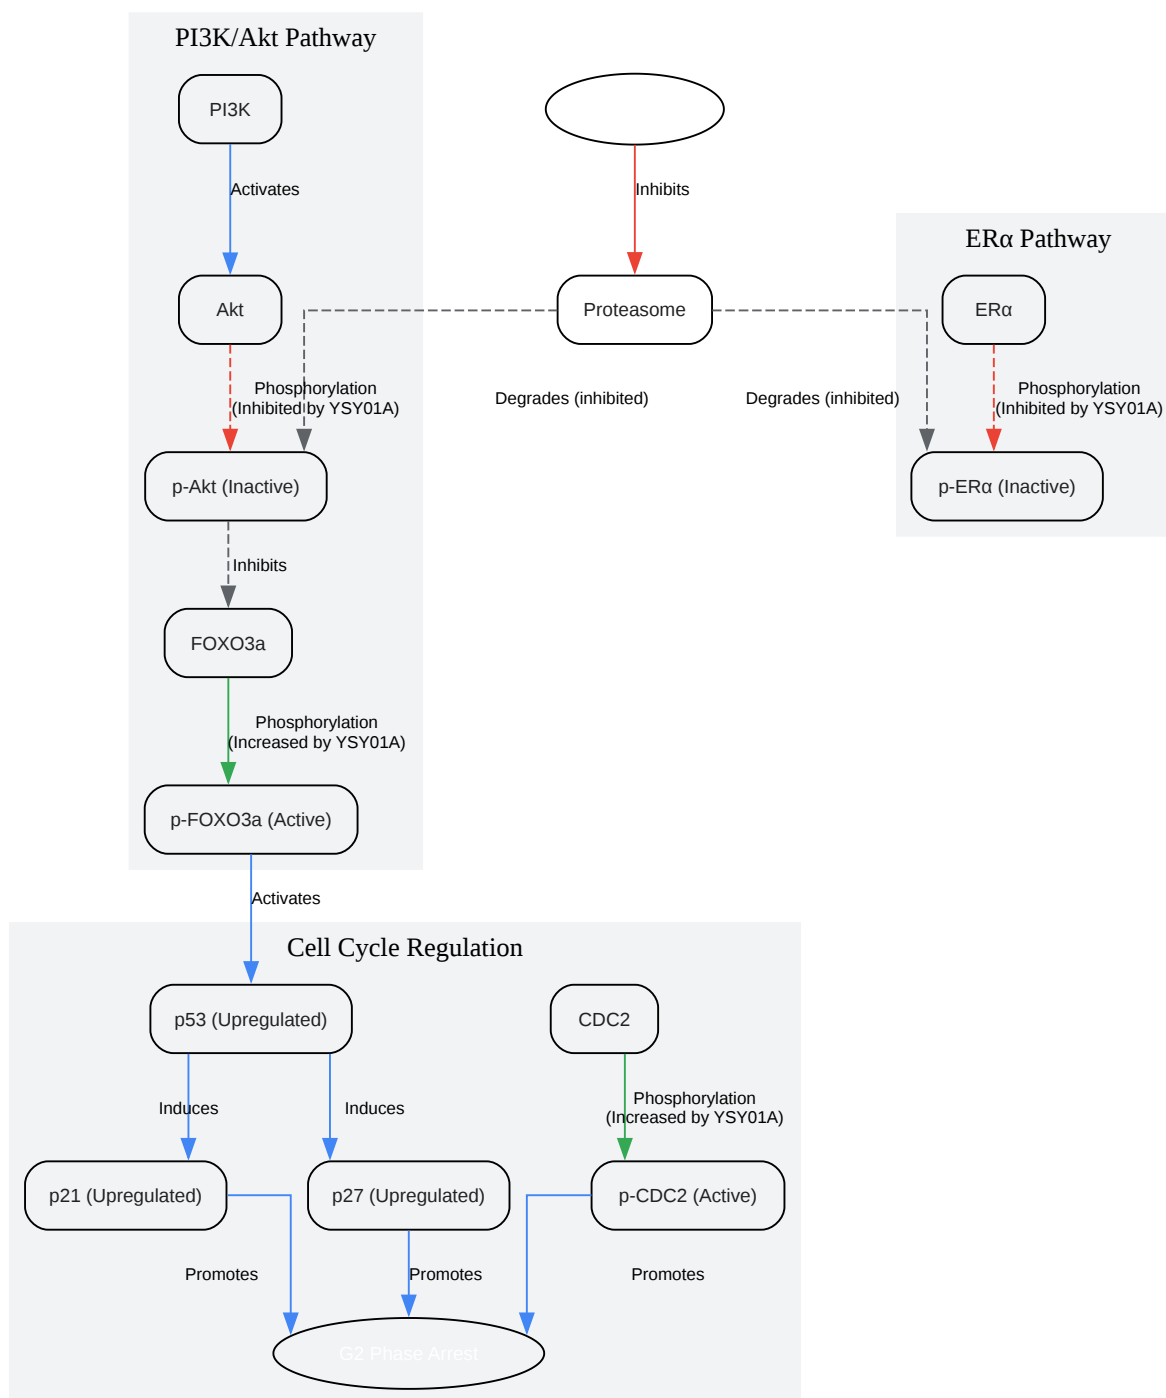 PI3K/Akt Pathway
PI3K
Activates
Inhibits
ERα Pathway
Akt
Proteasome
ERα
Phosphorylation
(Inhibited by YSY01A)
Degrades (inhibited)
Degrades (inhibited)
Phosphorylation
(Inhibited by YSY01A)
p-Akt (Inactive)
p-ERα (Inactive)
Inhibits
FOXO3a
Phosphorylation
(Increased by YSY01A)
p-FOXO3a (Active)
Activates
Cell Cycle Regulation
p53 (Upregulated)
CDC2
Induces
Induces
Phosphorylation
(Increased by YSY01A)
p21 (Upregulated)
p27 (Upregulated)
p-CDC2 (Active)
Promotes
Promotes
Promotes
G2 Phase Arrest